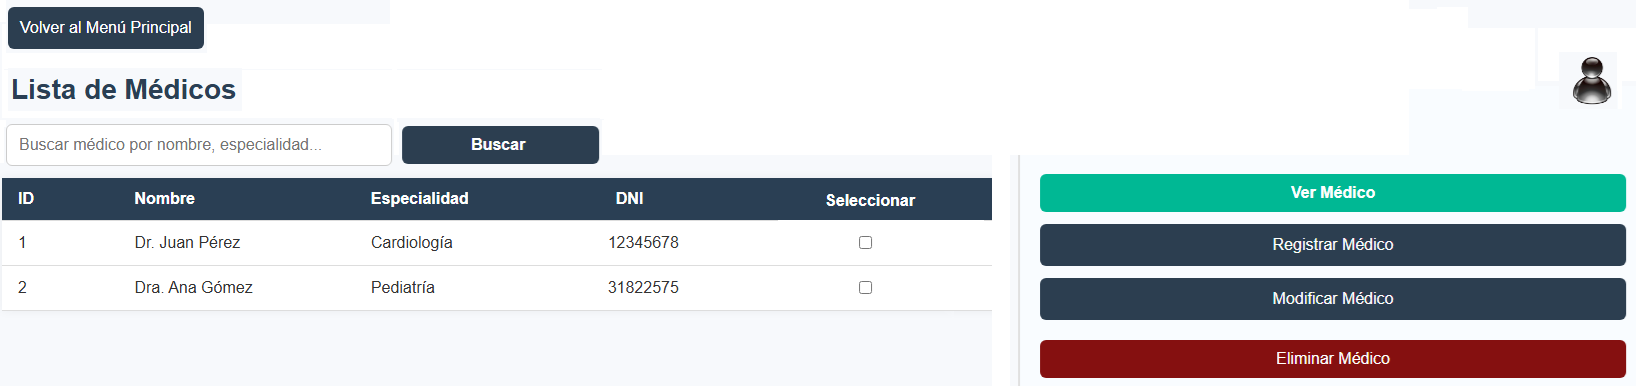 Volver al Menú Principal
Lista de Médicos
Buscar médico por nombre, especialidad...
Buscar
ID Nombre Especialidad DNI Seleccionar
1 Dr. Juan Pérez Cardiología 12345678
2 Dra. Ana Gómez Pediatría 31822575
Ver Médico
Registrar Médico
Modificar Médico
Eliminar Médico